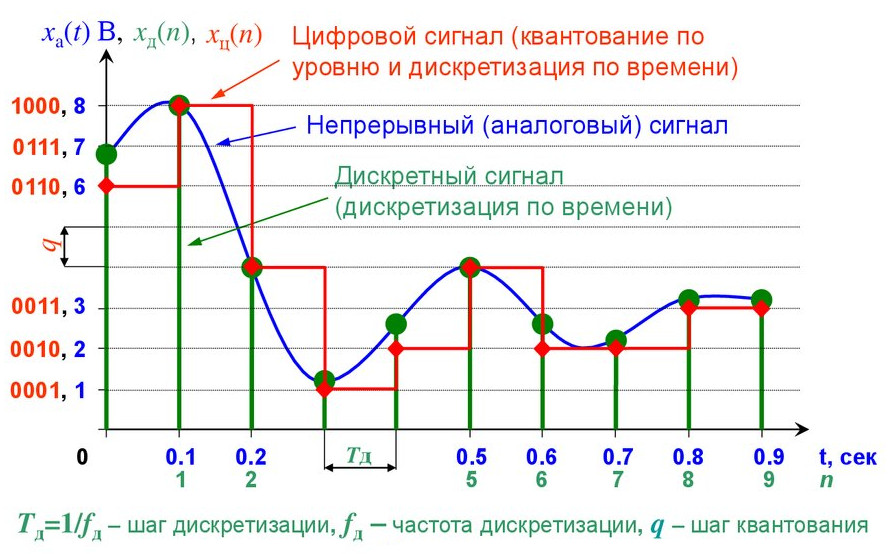 xа(t) В, xд(n), xц(n)
Цифровой сигнал (квантование по
уровню и дискретизация по времени)
1000, 8
Непрерывный (аналоговый) сигнал
0111, 7
0110, 6
Дискретный сигнал
(дискретизация по времени)
q
0011, 3
0010, 2
0001, 1
0 0.1 0.2 Tд 0.5 0.6 0.7 0.8 0.9 t, сек
1 2 5 6 7 8 9 n
Tд=1/fд – шаг дискретизации, fд – частота дискретизации, q – шаг квантования